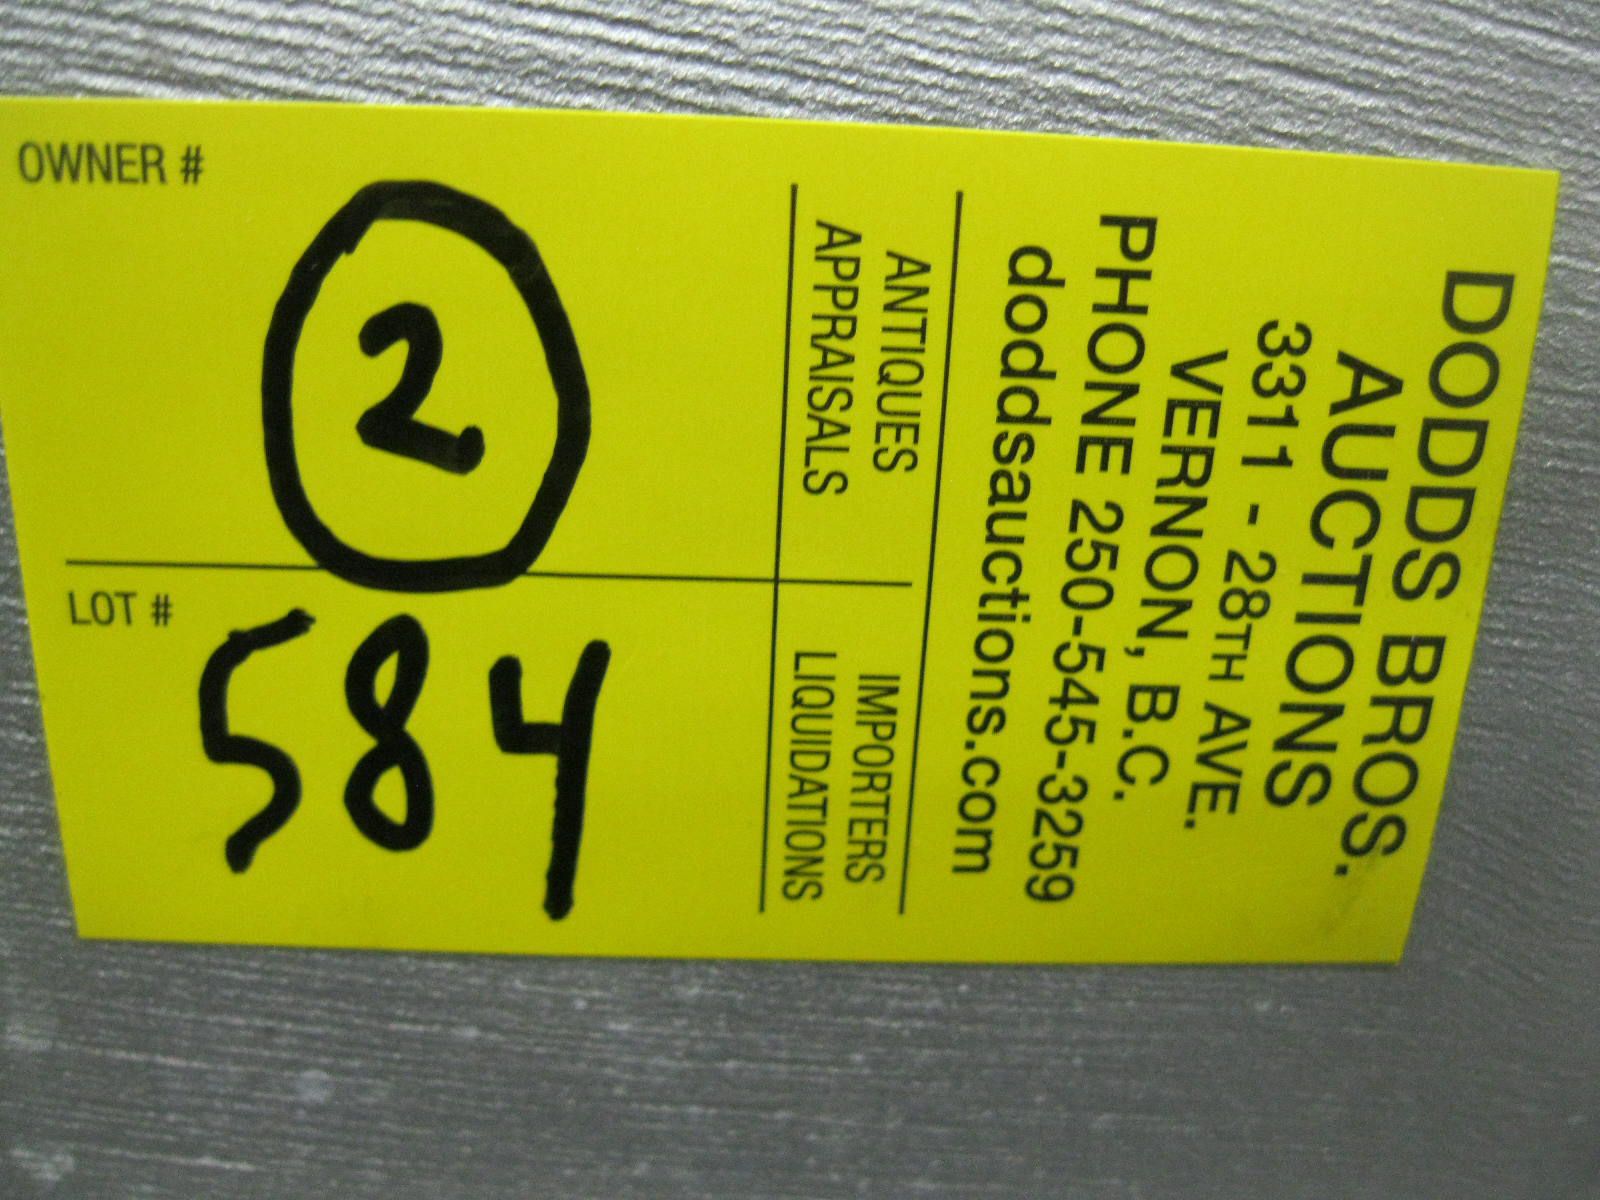 DODDS BROS.
AUCTIONS
3311 - 28TH AVE.
VERNON, B.C.
PHONE 250-545-3259
doddsauctions.com
ANTIQUES
APPRAISALS
IMPORTERS
LIQUIDATIONS
OWNER #
2
LOT #
584